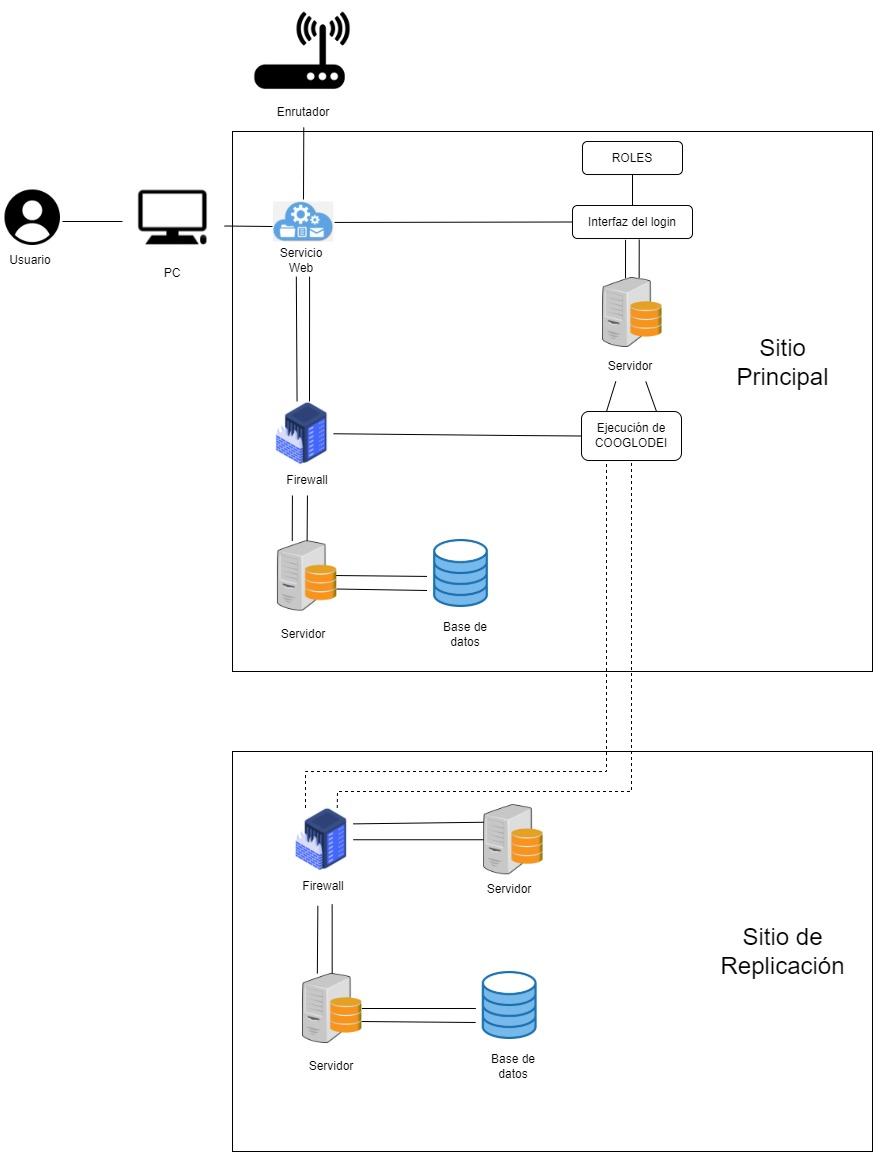 Enrutador
ROLES
Interfaz del login
Usuario
PC
Servicio
Web
Servidor
Sitio
Principal
Ejecución de
COOGLODEI
Firewall
Servidor
Base de
datos
Firewall
Servidor
Sitio de
Replicación
Servidor
Base de
datos